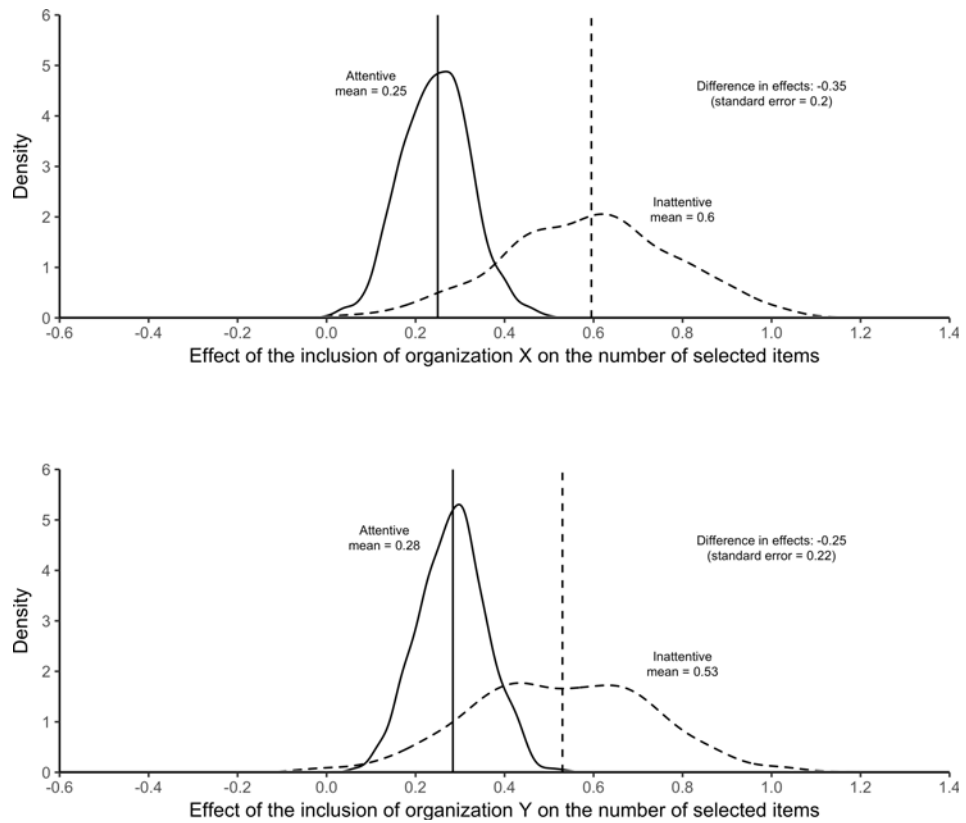 6
5
4
3
2
1
0
Density
Attentive
mean = 0.25
Difference in effects: -0.35
(standard error = 0.2)
Inattentive
mean = 0.6
-0.6 -0.4 -0.2 0.0 0.2 0.4 0.6 0.8 1.0 1.2 1.4
Effect of the inclusion of organization X on the number of selected items
6
5
4
3
2
1
0
Density
Attentive
mean = 0.28
Difference in effects: -0.25
(standard error = 0.22)
Inattentive
mean = 0.53
-0.6 -0.4 -0.2 0.0 0.2 0.4 0.6 0.8 1.0 1.2 1.4
Effect of the inclusion of organization Y on the number of selected items